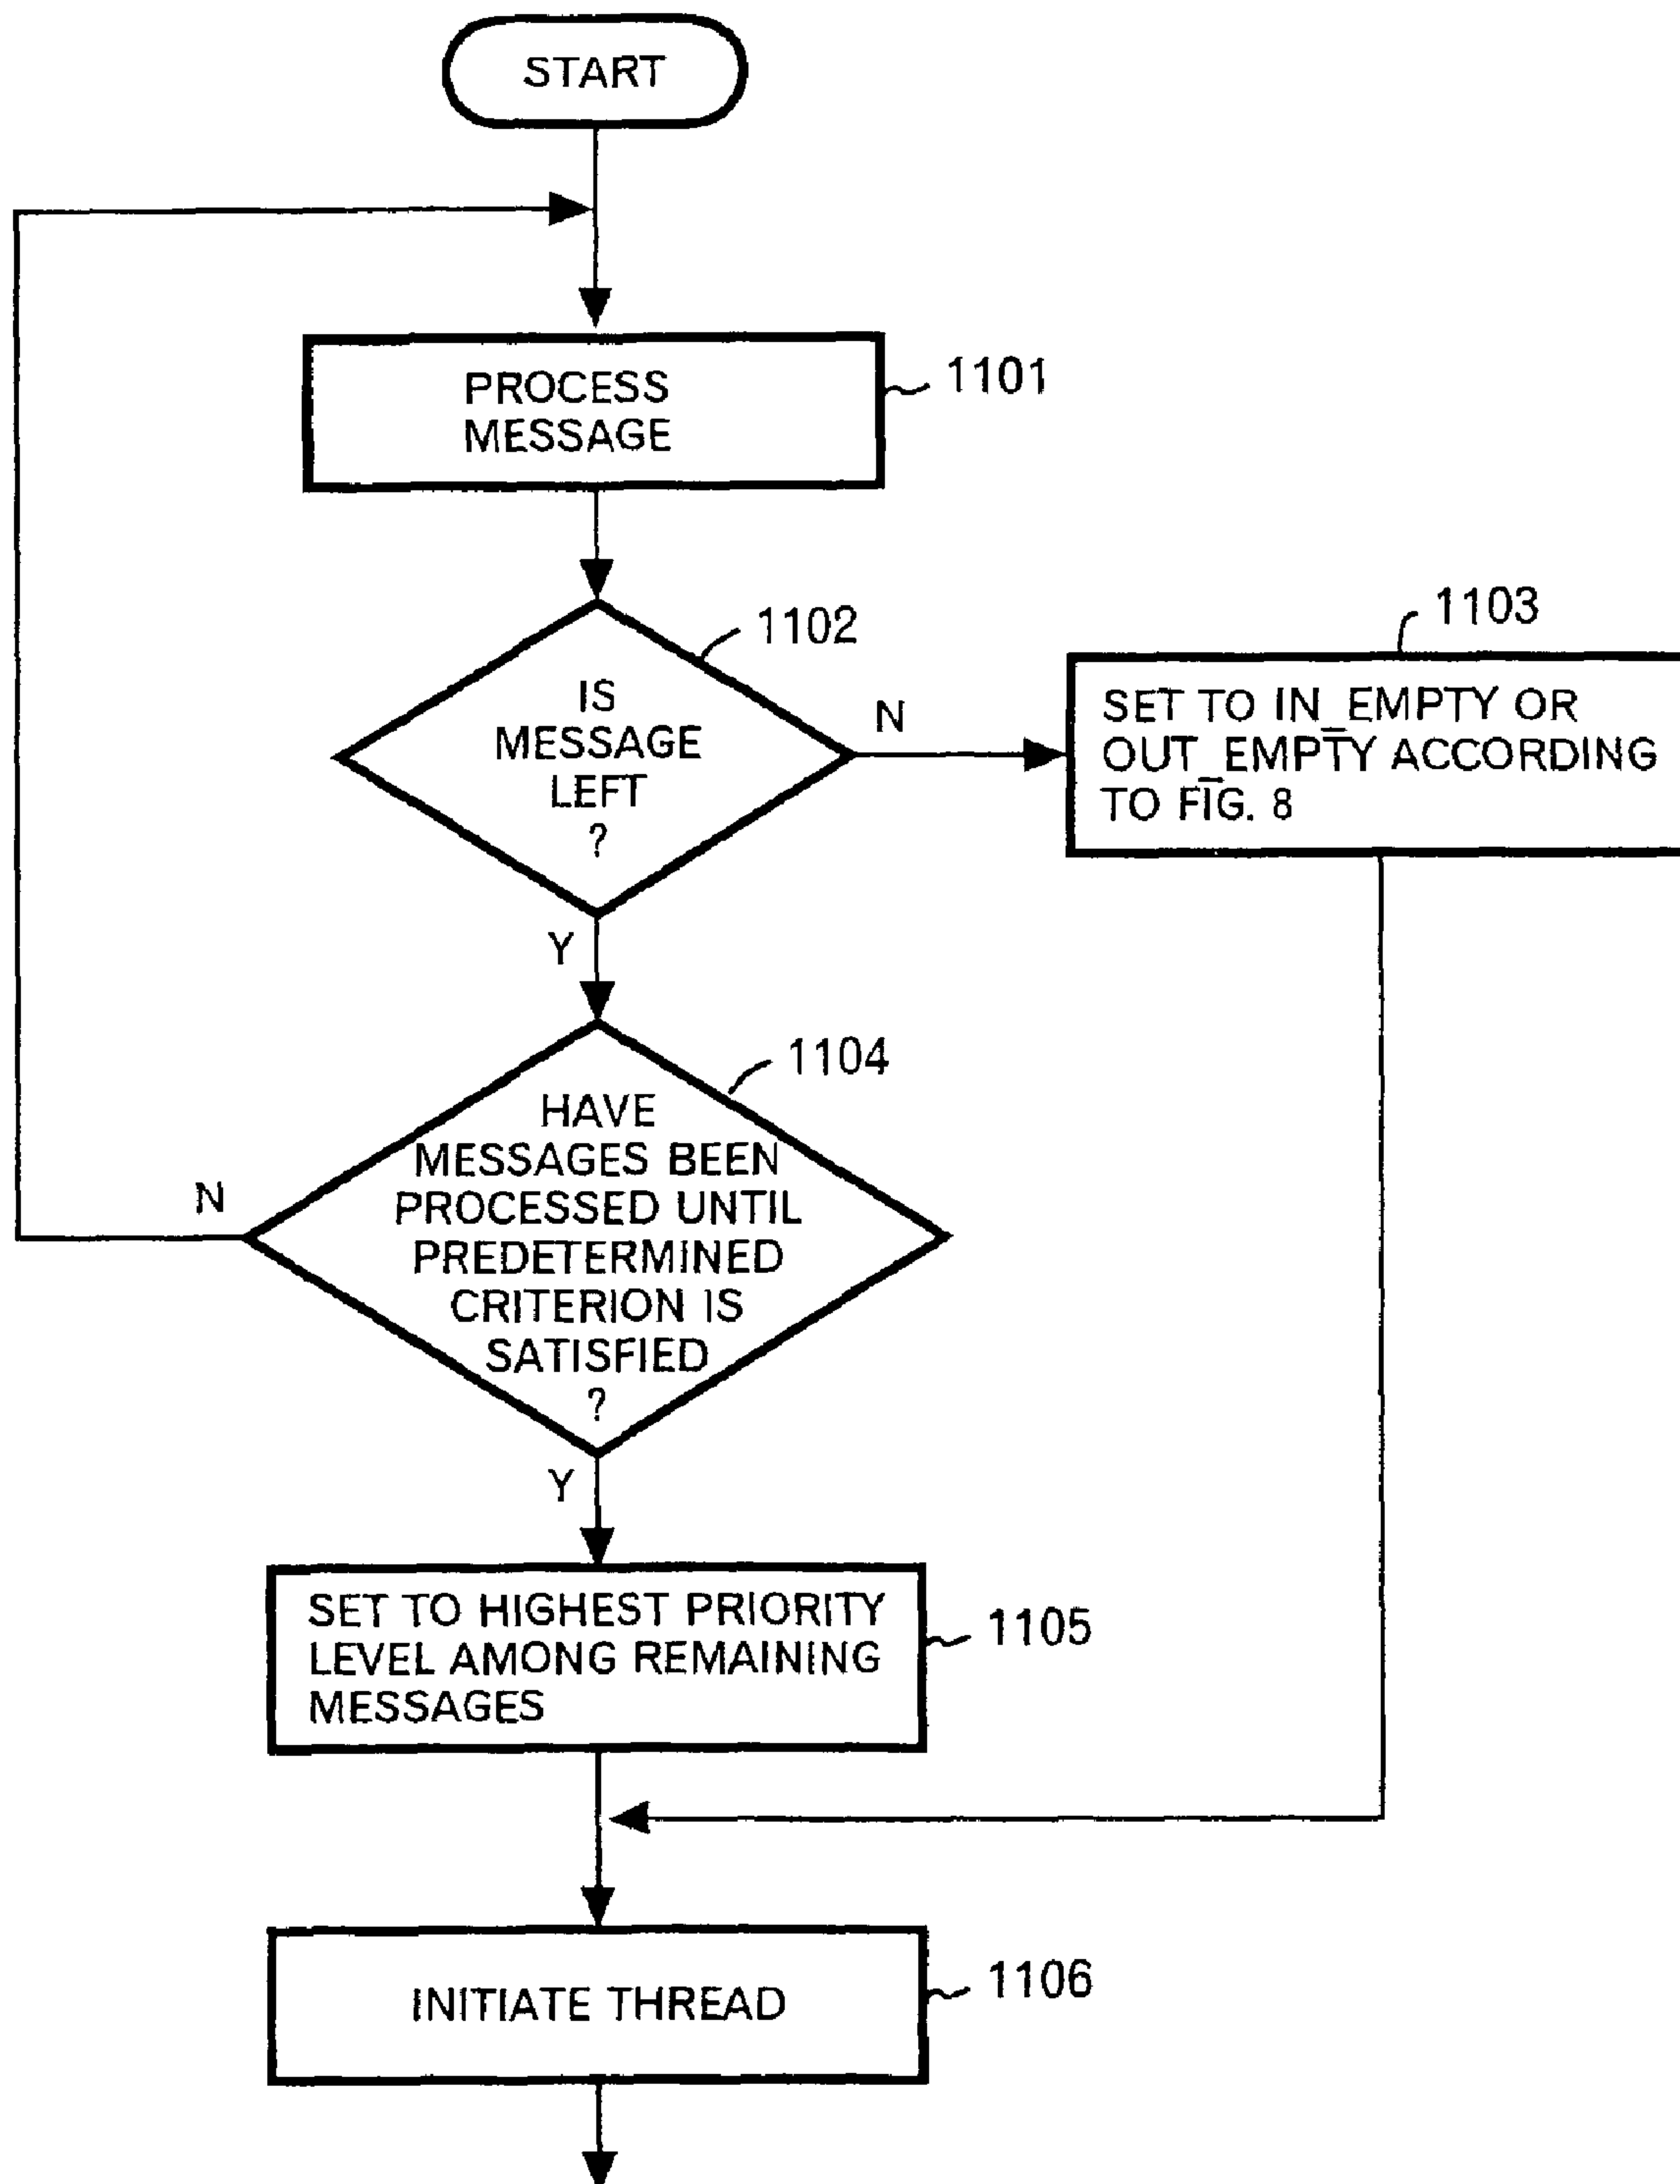 START
PROCESS
MESSAGE
1101
1102
IS
MESSAGE
LEFT
?
N
1103
SET TO IN_EMPTY OR
OUT_EMPTY ACCORDING
TO FIG. 8
Y
1104
HAVE
MESSAGES BEEN
PROCESSED UNTIL
PREDETERMINED
CRITERION IS
SATISFIED
?
N
Y
SET TO HIGHEST PRIORITY
LEVEL AMONG REMAINING
MESSAGES
1105
INITIATE THREAD
1106